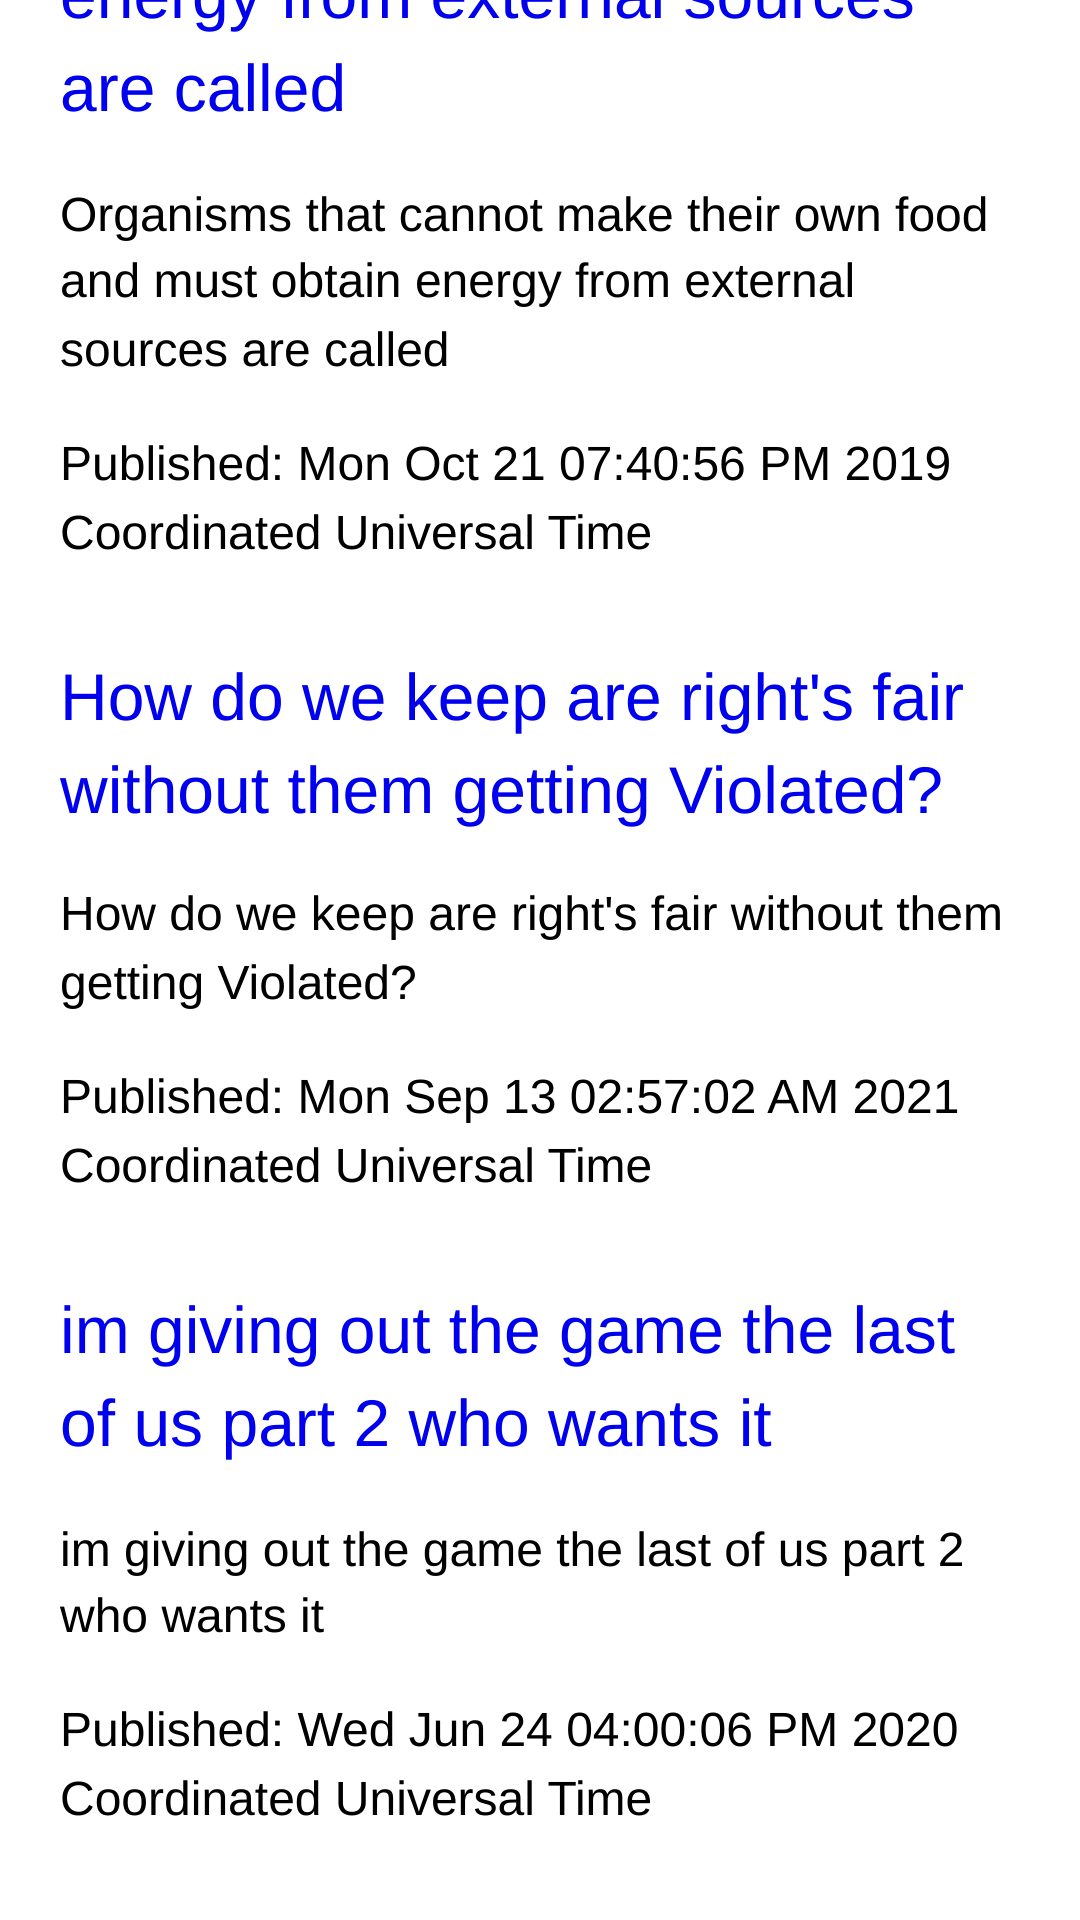 energy from external sources
are called
Organisms that cannot make their own food
and must obtain energy from external
sources are called
Published: Mon Oct 21 07:40:56 PM 2019
Coordinated Universal Time
How do we keep are right's fair
without them getting Violated?
How do we keep are right's fair without them
getting Violated?
Published: Mon Sep 13 02:57:02 AM 2021
Coordinated Universal Time
im giving out the game the last
of us part 2 who wants it
im giving out the game the last of us part 2
who wants it
Published: Wed Jun 24 04:00:06 PM 2020
Coordinated Universal Time